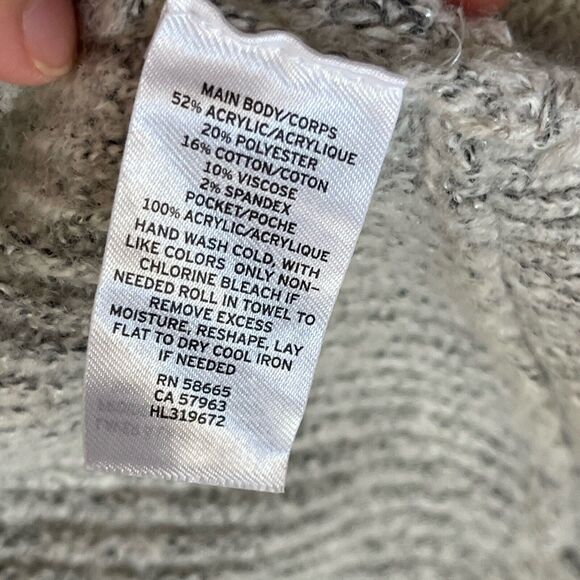 MAIN BODY/CORPS
52% ACRYLIC/ACRYLIQUE
20% POLYESTER
16% COTTON/COTON
10% VISCOSE
2% SPANDEX
POCKET/POCHE
100% ACRYLIC/ACRYLIQUE
HAND WASH COLD, WITH
LIKE COLORS ONLY NON-
CHLORINE BLEACH IF
NEEDED ROLL IN TOWEL TO
REMOVE EXCESS
MOISTURE, RESHAPE, LAY
FLAT TO DRY COOL IRON
IF NEEDED
RN 58665
CA 57963
HL319672